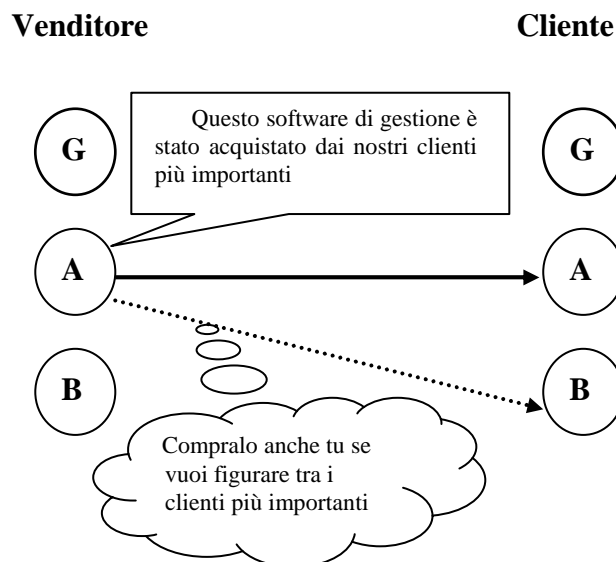 Venditore
Cliente
G
Questo software di gestione è
stato acquistato dai nostri clienti
più importanti
G
A
A
B
B
Compralo anche tu se
vuoi figurare tra i
clienti più importanti